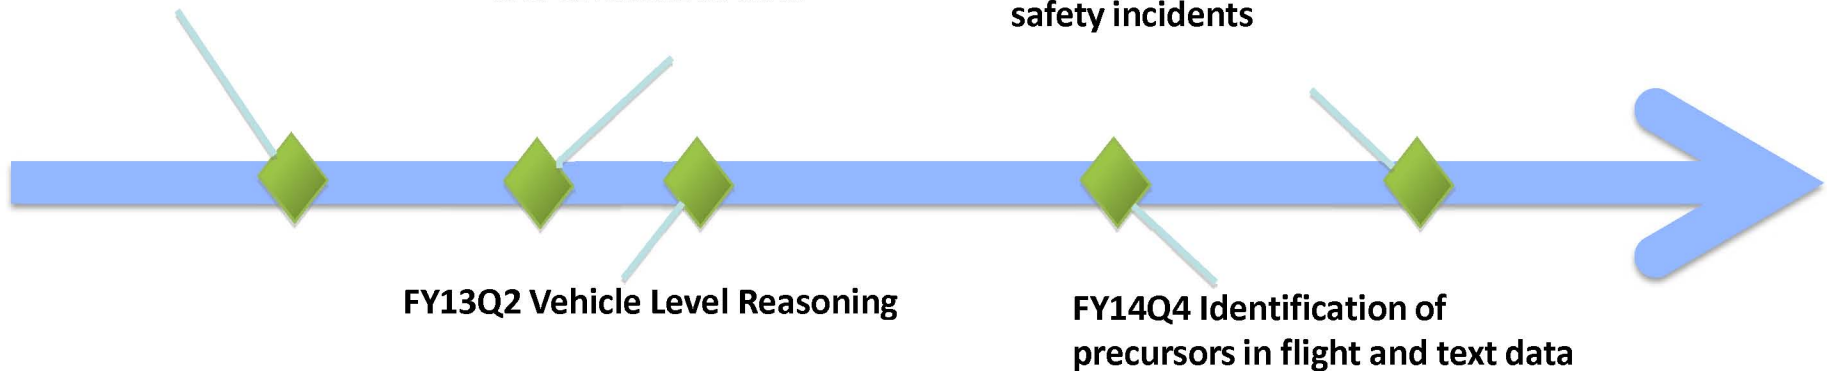 safety incidents
FY13Q2 Vehicle Level Reasoning
FY14Q4 Identification of
precursors in flight and text data